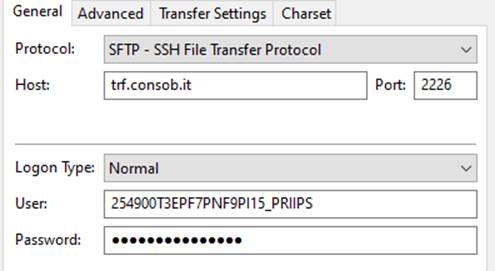 General Advanced Transfer Settings Charset
Protocol: SFTP - SSH File Transfer Protocol
Host: trf.consob.it Port: 2226
Logon Type: Normal
User: 254900T3EPF7PNF9PI15_PRIIPS
Password: ●●●●●●●●●●●●●●●